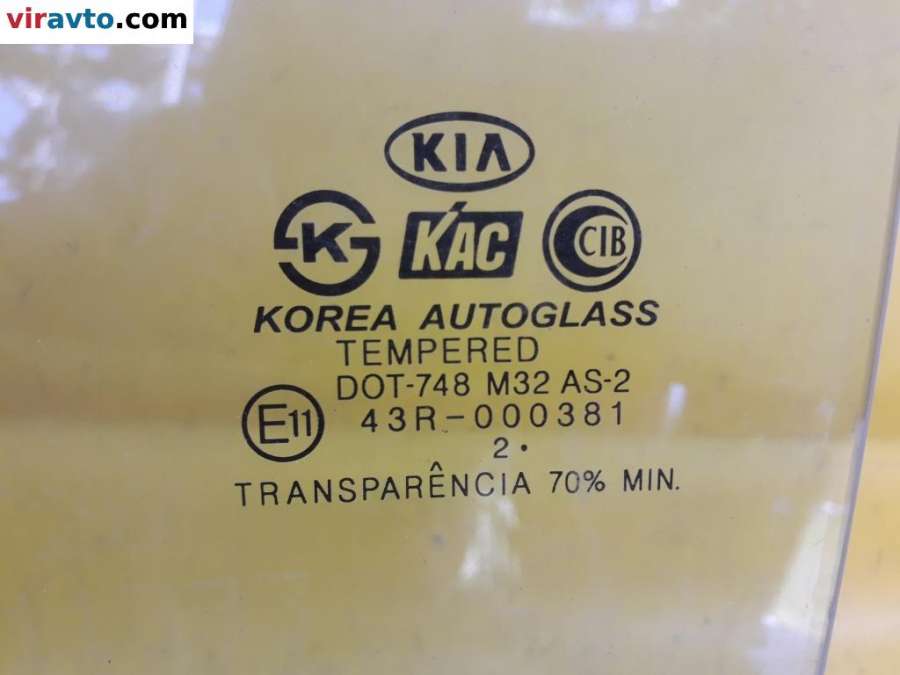 viravto.com
KIA
K KAC CIB
KOREA AUTOGLASS
TEMPERED
DOT-748 M32 AS-2
E11 43R-000381
2 •
TRANSPARÊNCIA 70% MIN.